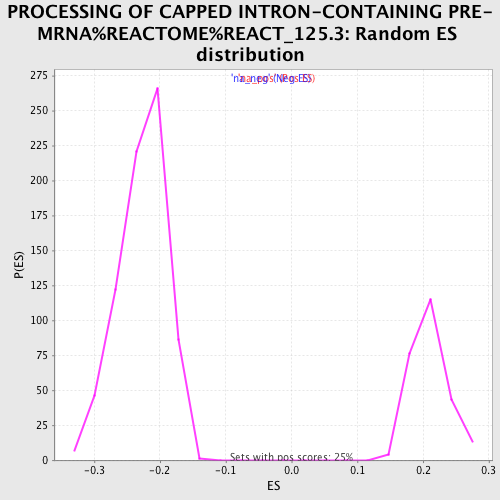 PROCESSING OF CAPPED INTRON-CONTAINING PRE-
MRNA%REACTOME%REACT_125.3: Random ES
distribution
275
250
225
200
175
150
125
100
75
50
25
0
P(ES)
Sets with pos scores: 25%
-0.3 -0.2 -0.1 0.0 0.1 0.2 0.3
ES